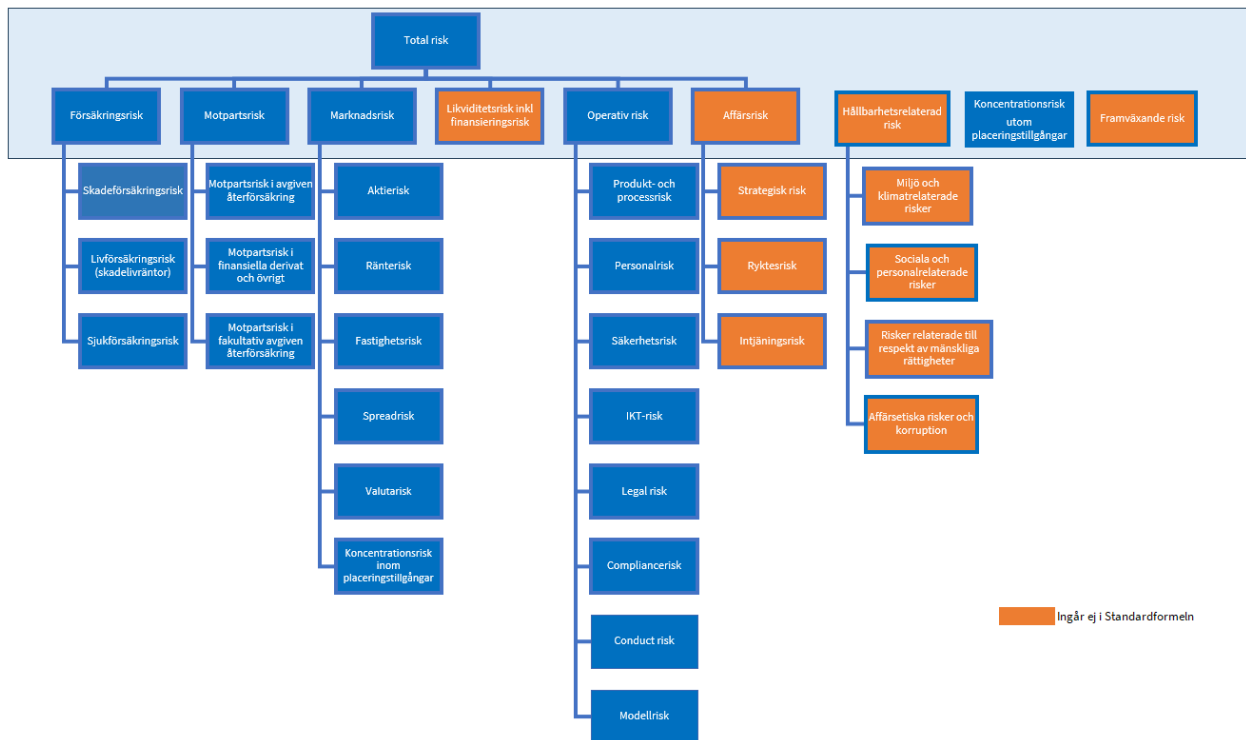 Total risk
Försäkringsrisk
Motpartsrisk
Marknadsrisk
Likviditetsrisk inkl
finansieringsrisk
Operativ risk
Affärsrisk
Hållbarhetsrelaterad
risk
Koncentrationsrisk
utom
placeringstillgångar
Framväxande risk
Skadeförsäkringsrisk
Livförsäkringsrisk
(skadelivräntor)
Sjukförsäkringsrisk
Motpartsrisk i avgiven
återförsäkring
Motpartsrisk i
finansiella derivat
och övrigt
Motpartsrisk i
fakultativ avgiven
återförsäkring
Aktierisk
Ränterisk
Fastighetsrisk
Spreadrisk
Valutarisk
Koncentrationsrisk
inom
placeringstillgångar
Produkt- och
processrisk
Personalrisk
Säkerhetsrisk
IKT-risk
Legal risk
Compliancerisk
Conduct risk
Modellrisk
Strategisk risk
Ryktesrisk
Intjäningsrisk
Miljö och
klimatrelaterade
risker
Sociala och
personalrelaterade
risker
Risker relaterade till
respekt av mänskliga
rättigheter
Affärsetiska risker och
korruption
Ingår ej i Standardformeln